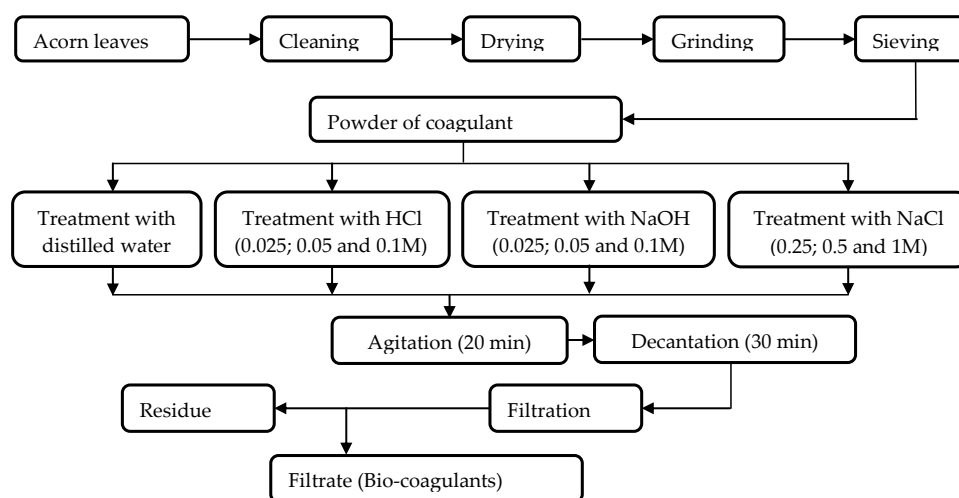 Acorn leaves
Cleaning
Drying
Grinding
Sieving
Powder of coagulant
Treatment with
distilled water
Treatment with HCl
(0.025; 0.05 and 0.1M)
Treatment with NaOH
(0.025; 0.05 and 0.1M)
Treatment with NaCl
(0.25; 0.5 and 1M)
Agitation (20 min)
Decantation (30 min)
Residue
Filtration
Filtrate (Bio-coagulants)